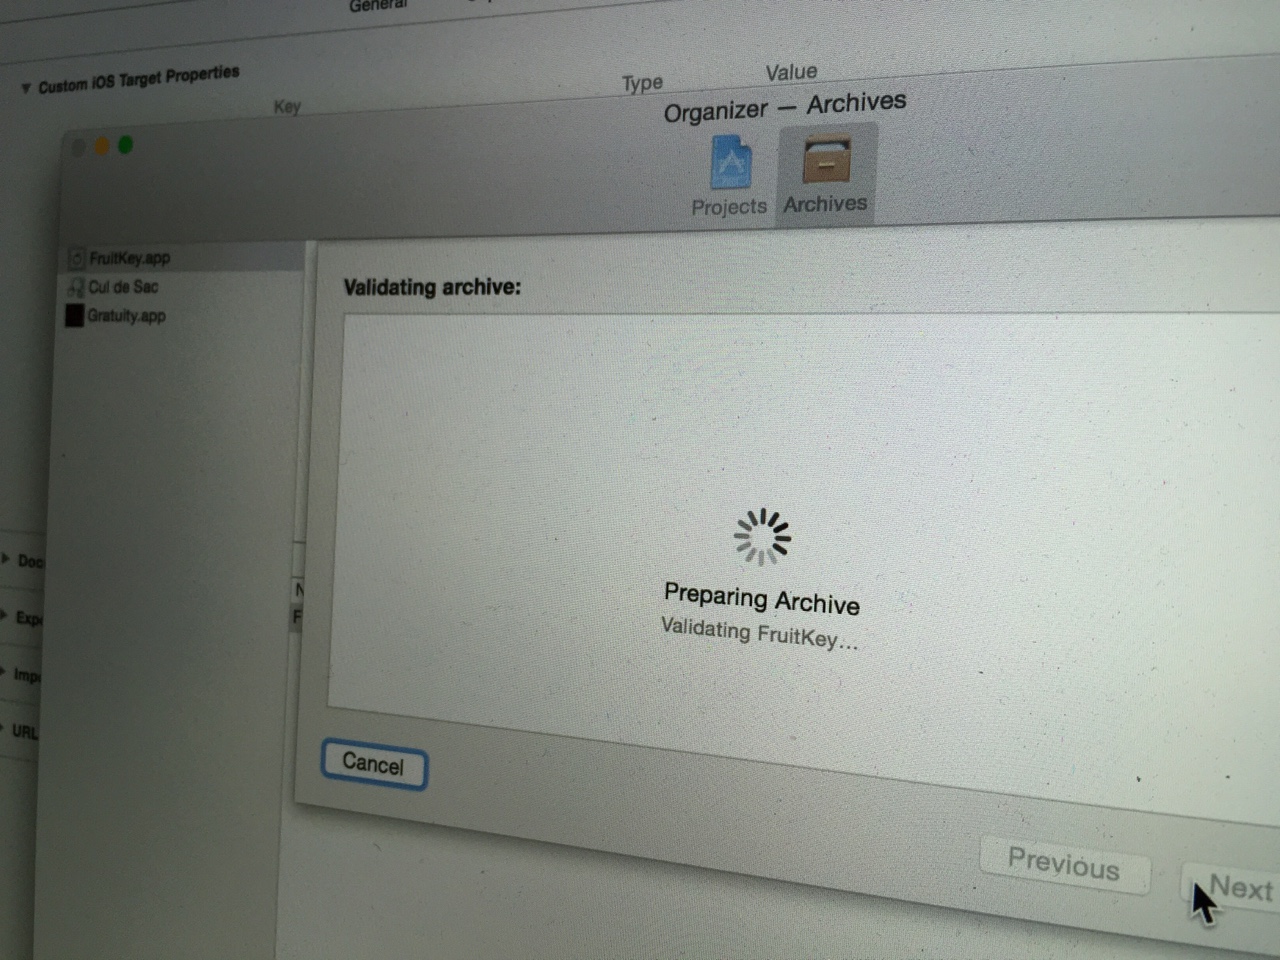 General
Custom iOS Target Properties
Key
Type
Value
Organizer — Archives
Projects
Archives
FruitKey.app
Cul de Sac
Gratuity.app
Validating archive:
Preparing Archive
Validating FruitKey...
Doc
Exp
Imp
URL
N
F
Cancel
Previous
Next